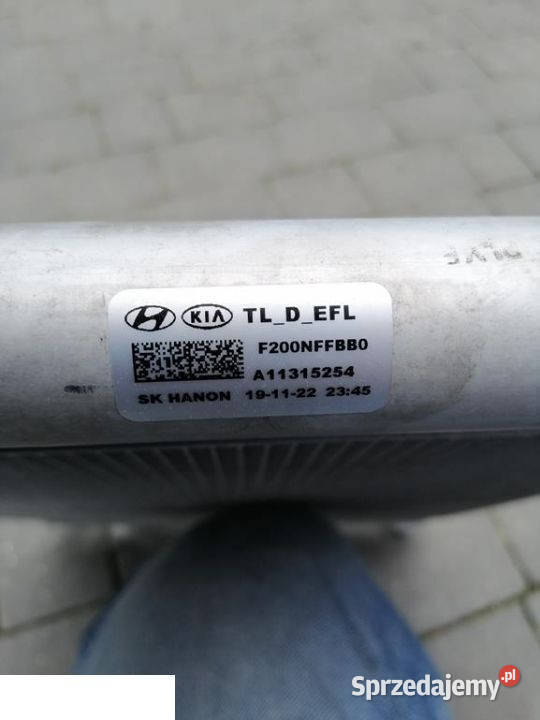 KIA TL_D_EFL
F200NFFBB0
A11315254
SK HANON 19-11-22 23:45
Sprzedajemy.pl